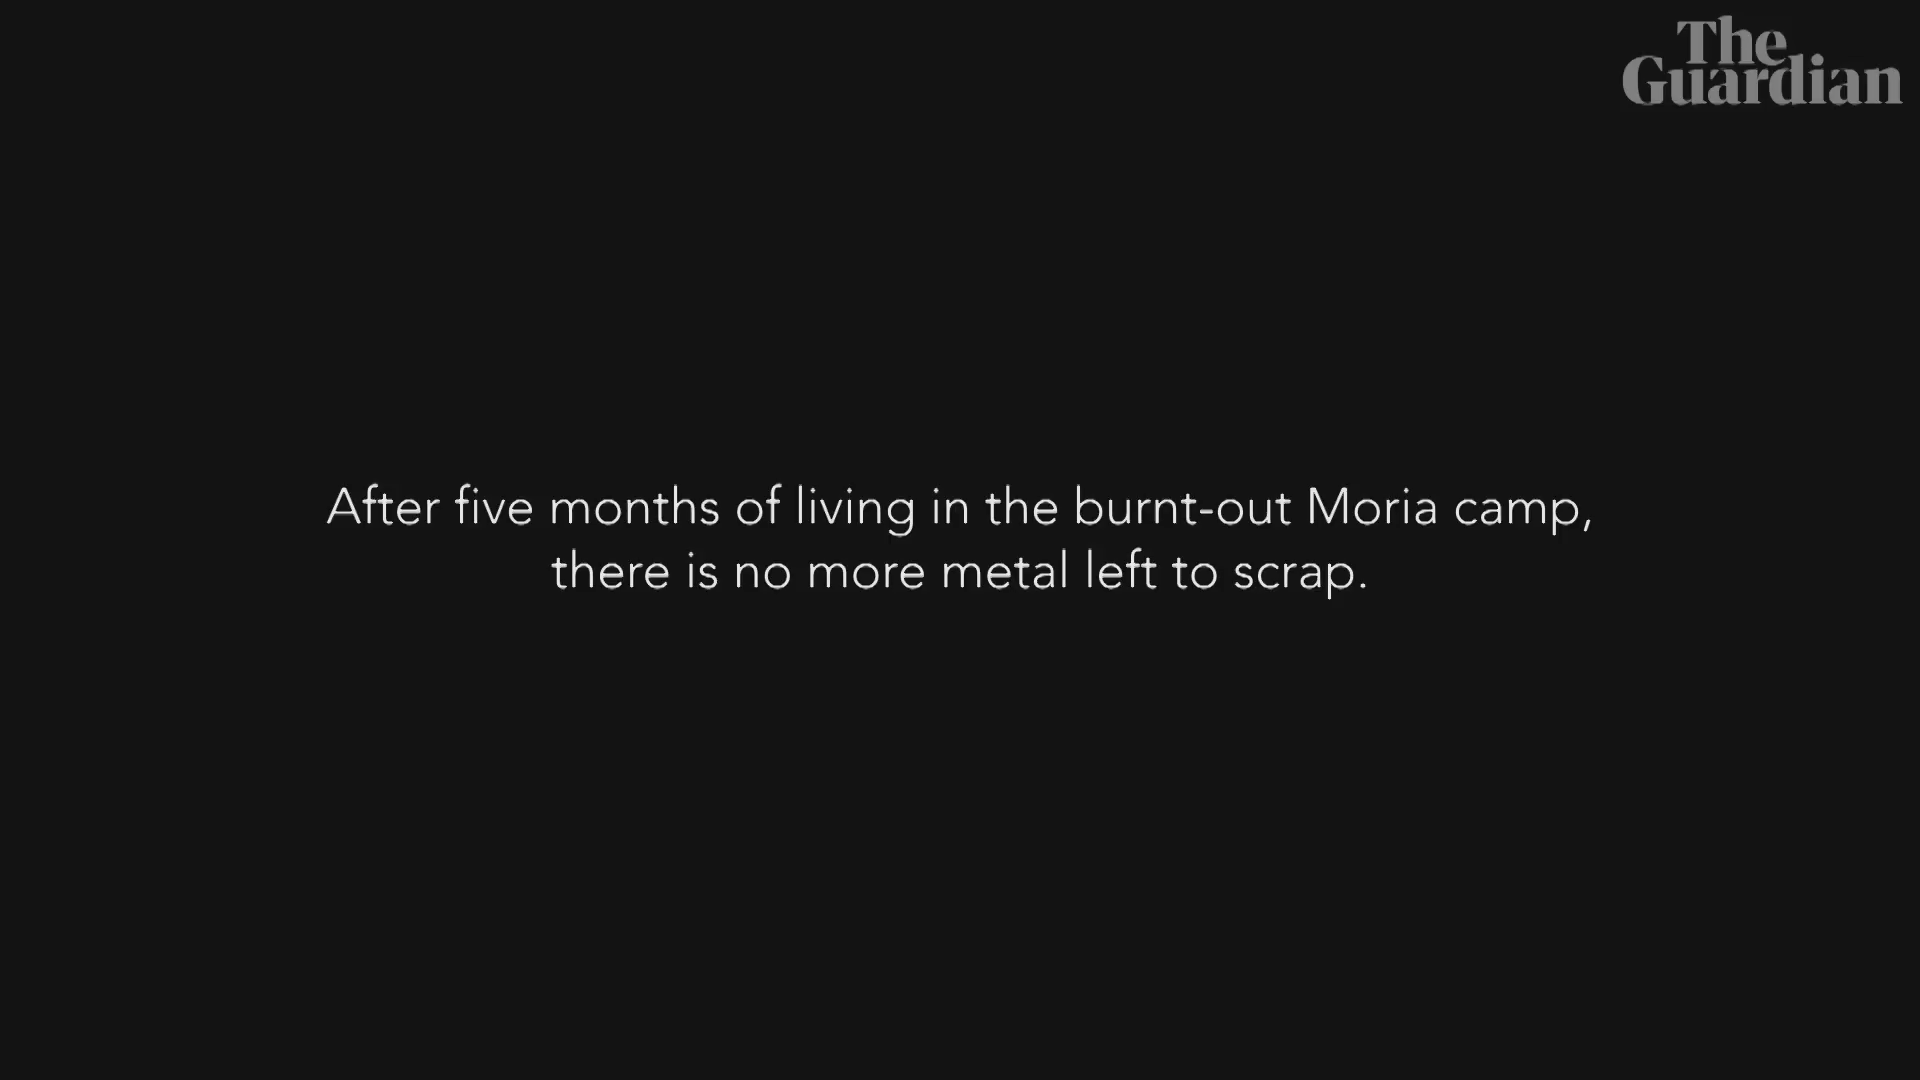 The
Guardian
After five months of living in the burnt-out Moria camp,
there is no more metal left to scrap.